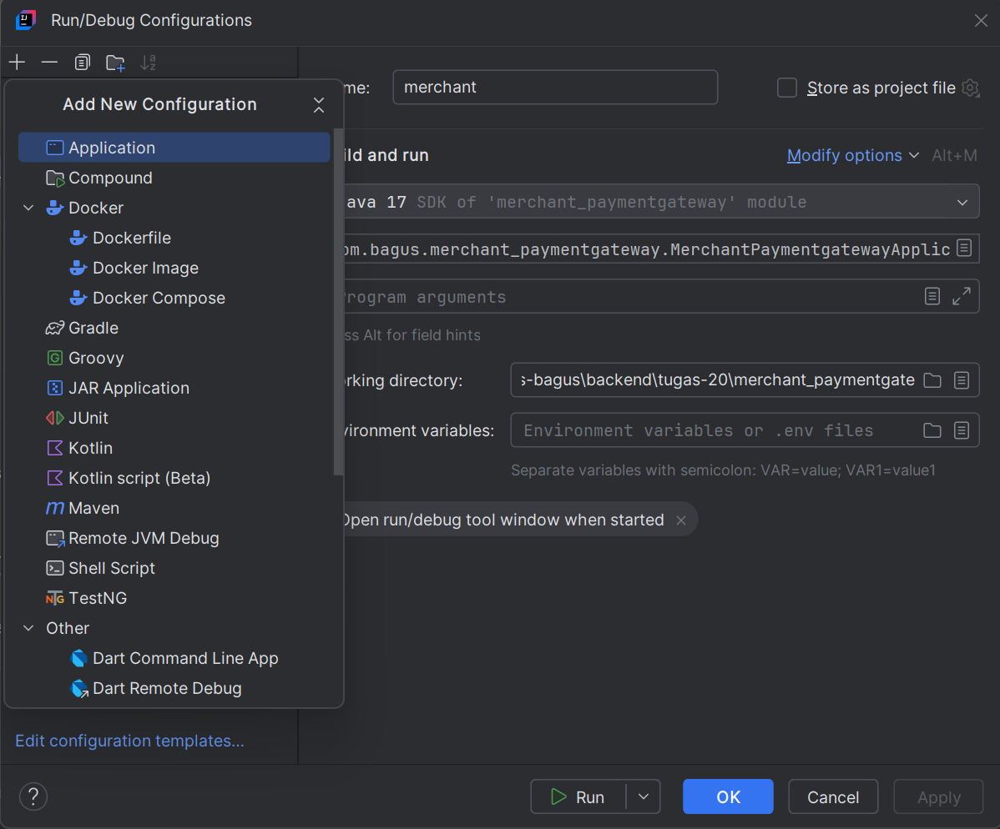 Run/Debug Configurations
Add New Configuration
Application
Compound
Docker
Dockerfile
Docker Image
Docker Compose
Gradle
Groovy
JAR Application
JUnit
Kotlin
Kotlin script (Beta)
Maven
Remote JVM Debug
Shell Script
TestNG
Other
Dart Command Line App
Dart Remote Debug
Edit configuration templates...
me:
merchant
Store as project file
ild and run
Modify options Alt+M
ava 17 SDK of 'merchant_paymentgateway' module
om.bagus.merchant_paymentgateway.MerchantPaymentgatewayApplic
rogram arguments
ss Alt for field hints
rking directory:
s-bagus\backend\tugas-20\merchant_paymentgate
vironment variables:
Environment variables or .env files
Separate variables with semicolon: VAR=value; VAR1=value1
Open run/debug tool window when started
?
Run
OK
Cancel
Apply